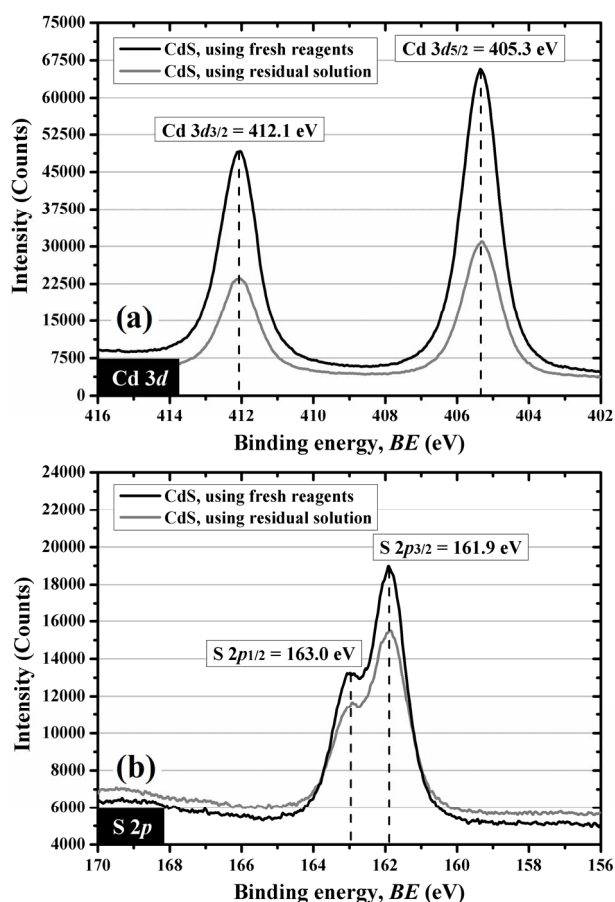 75000
67500
60000
52500
45000
37500
30000
22500
15000
7500
0
Intensity (Counts)
CdS, using fresh reagents
CdS, using residual solution
Cd 3d5/2 = 405.3 eV
Cd 3d3/2 = 412.1 eV
(a)
Cd 3d
416 414 412 410 408 406 404 402
Binding energy, BE (eV)
24000
22000
20000
18000
16000
14000
12000
10000
8000
6000
4000
Intensity (Counts)
CdS, using fresh reagents
CdS, using residual solution
S 2p3/2 = 161.9 eV
S 2p1/2 = 163.0 eV
(b)
S 2p
170 168 166 164 162 160 158 156
Binding energy, BE (eV)